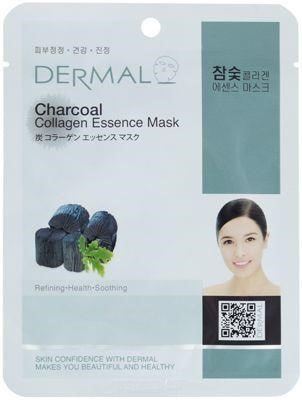 피부청정・건강・진정
DERMAL
참숯콜라겐
에센스 마스크
Charcoal
Collagen Essence Mask
炭 コラーゲン エッセンス マスク
Refining・Health・Soothing
DERMAL
SKIN CONFIDENCE WITH DERMAL
MAKES YOU BEAUTIFUL AND HEALTHY